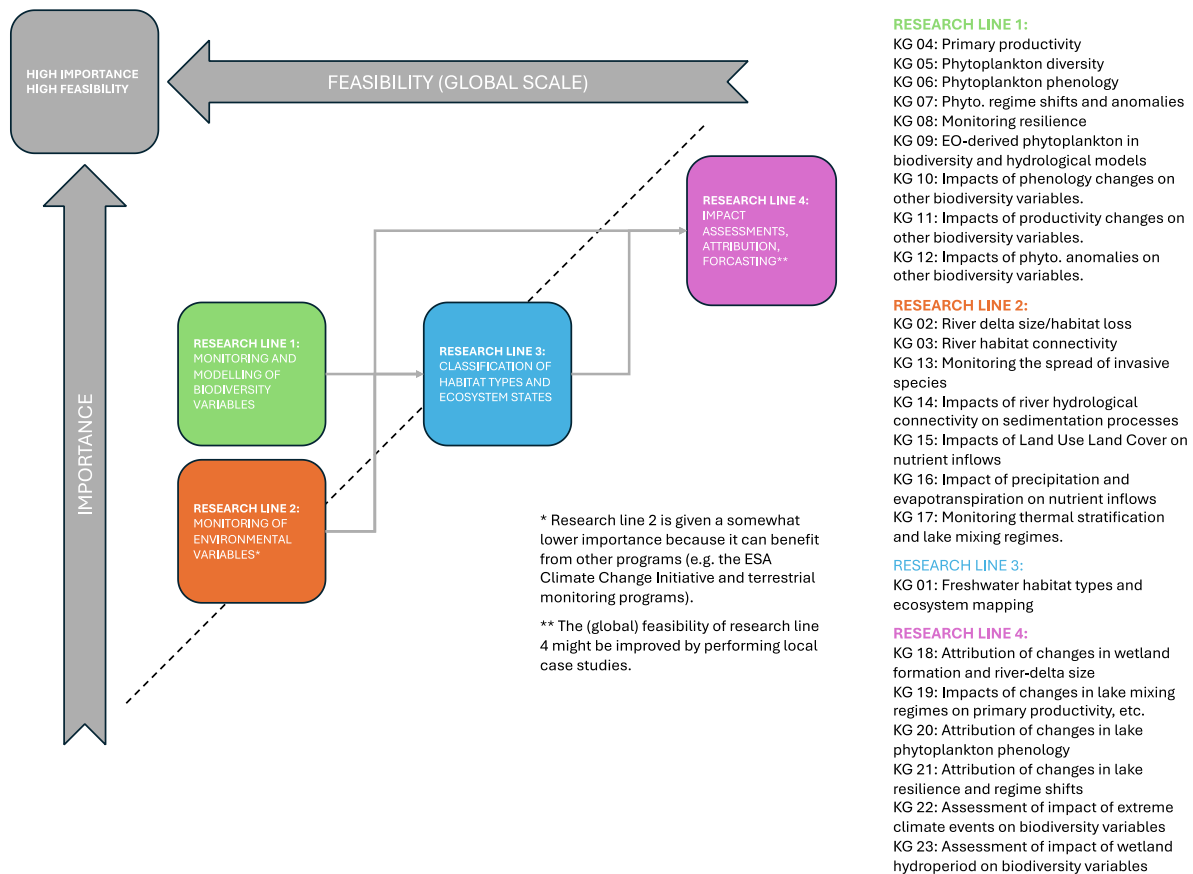 HIGH IMPORTANCE
HIGH FEASIBILITY
FEASIBILITY (GLOBAL SCALE)
IMPORTANCE
RESEARCH LINE 4:
IMPACT
ASSESSMENTS,
ATTRIBUTION,
FORCASTING**
RESEARCH LINE 1:
MONITORING AND
MODELLING OF
BIODIVERSITY
VARIABLES
RESEARCH LINE 3:
CLASSIFICATION OF
HABITAT TYPES AND
ECOSYSTEM STATES
RESEARCH LINE 2:
MONITORING OF
ENVIRONMENTAL
VARIABLES*
* Research line 2 is given a somewhat
lower importance because it can benefit
from other programs (e.g. the ESA
Climate Change Initiative and terrestrial
monitoring programs).
** The (global) feasibility of research line
4 might be improved by performing local
case studies.
RESEARCH LINE 1:
KG 04: Primary productivity
KG 05: Phytoplankton diversity
KG 06: Phytoplankton phenology
KG 07: Phyto. regime shifts and anomalies
KG 08: Monitoring resilience
KG 09: EO-derived phytoplankton in
biodiversity and hydrological models
KG 10: Impacts of phenology changes on
other biodiversity variables.
KG 11: Impacts of productivity changes on
other biodiversity variables.
KG 12: Impacts of phyto. anomalies on
other biodiversity variables.
RESEARCH LINE 2:
KG 02: River delta size/habitat loss
KG 03: River habitat connectivity
KG 13: Monitoring the spread of invasive
species
KG 14: Impacts of river hydrological
connectivity on sedimentation processes
KG 15: Impacts of Land Use Land Cover on
nutrient inflows
KG 16: Impact of precipitation and
evapotranspiration on nutrient inflows
KG 17: Monitoring thermal stratification
and lake mixing regimes.
RESEARCH LINE 3:
KG 01: Freshwater habitat types and
ecosystem mapping
RESEARCH LINE 4:
KG 18: Attribution of changes in wetland
formation and river-delta size
KG 19: Impacts of changes in lake mixing
regimes on primary productivity, etc.
KG 20: Attribution of changes in lake
phytoplankton phenology
KG 21: Attribution of changes in lake
resilience and regime shifts
KG 22: Assessment of impact of extreme
climate events on biodiversity variables
KG 23: Assessment of impact of wetland
hydroperiod on biodiversity variables